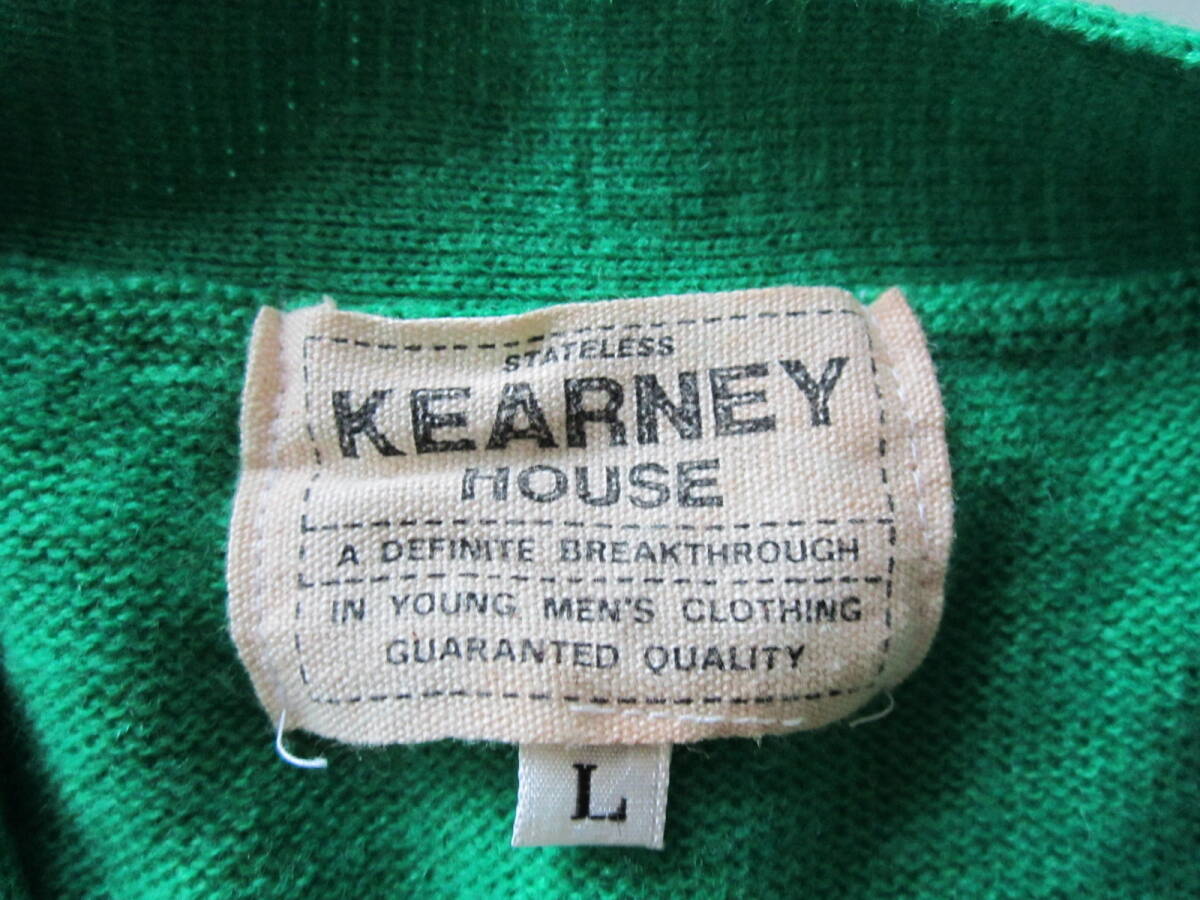 STATELESS
KEARNEY
HOUSE
A DEFINITE BREAKTHROUGH
IN YOUNG MEN'S CLOTHING
GUARANTED QUALITY
L